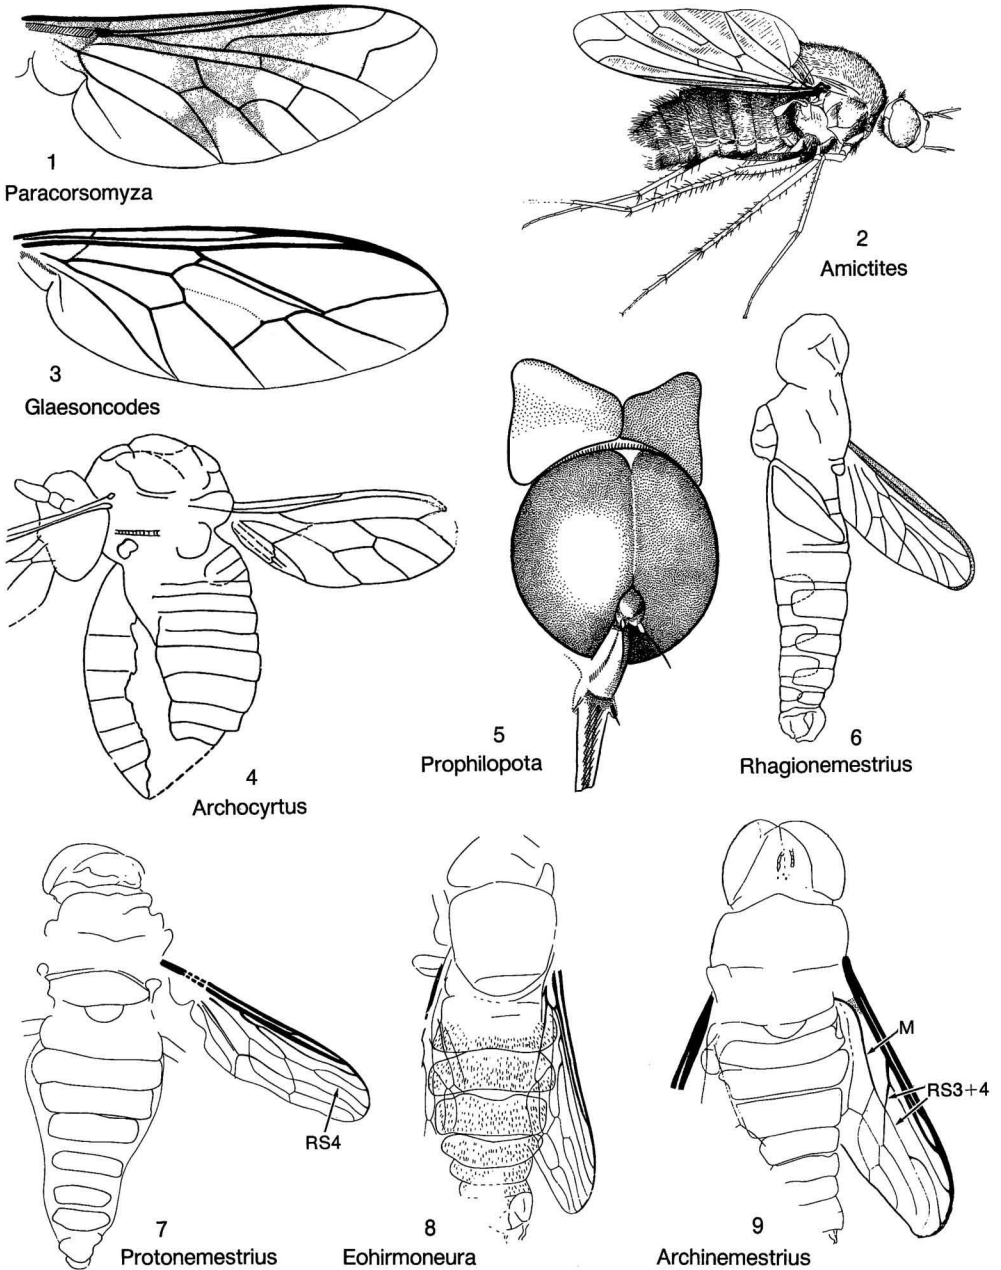 1
Paracorsomyza
2
Amictites
3
Glaesoncodes
4
Archocyrtus
5
Prophilopota
6
Rhagionemestrius
RS4
7
Protonemestrius
8
Eohirmoneura
M
RS3+4
9
Archinemestrius